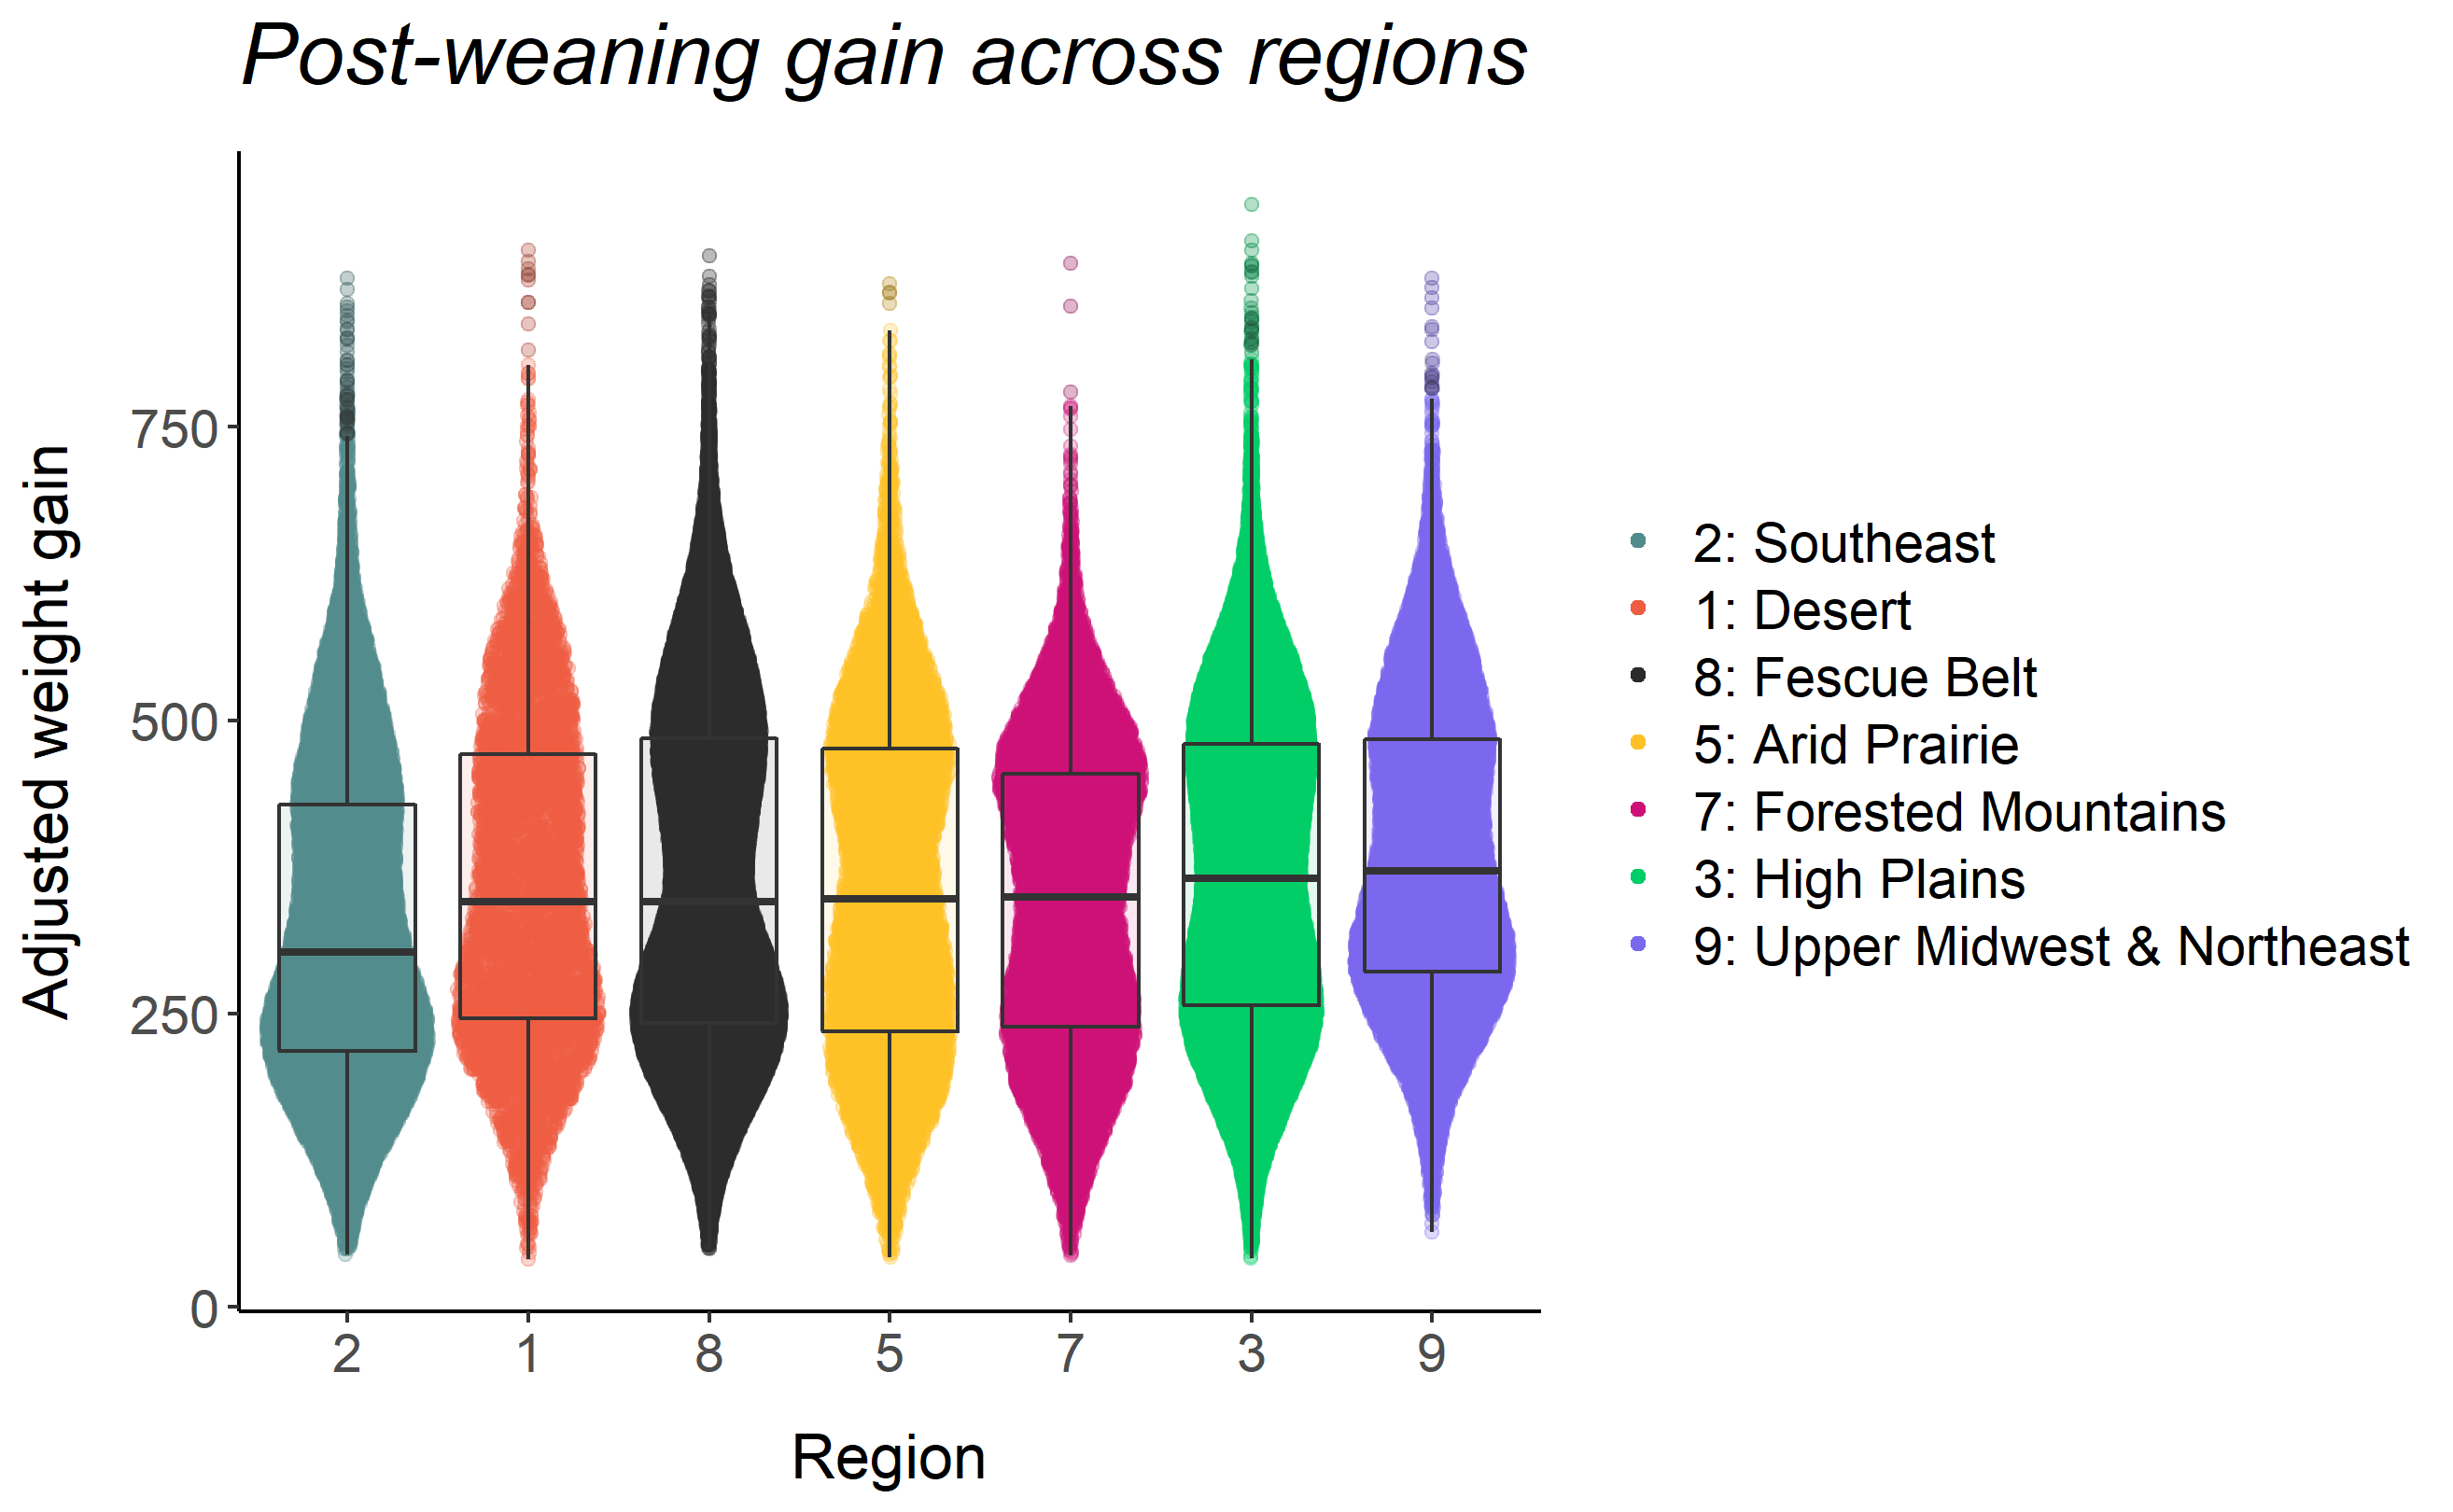 Post-weaning gain across regions
Adjusted weight gain
750
500
250
0
2 1 8 5 7 3 9
Region
2: Southeast
1: Desert
8: Fescue Belt
5: Arid Prairie
7: Forested Mountains
3: High Plains
9: Upper Midwest & Northeast